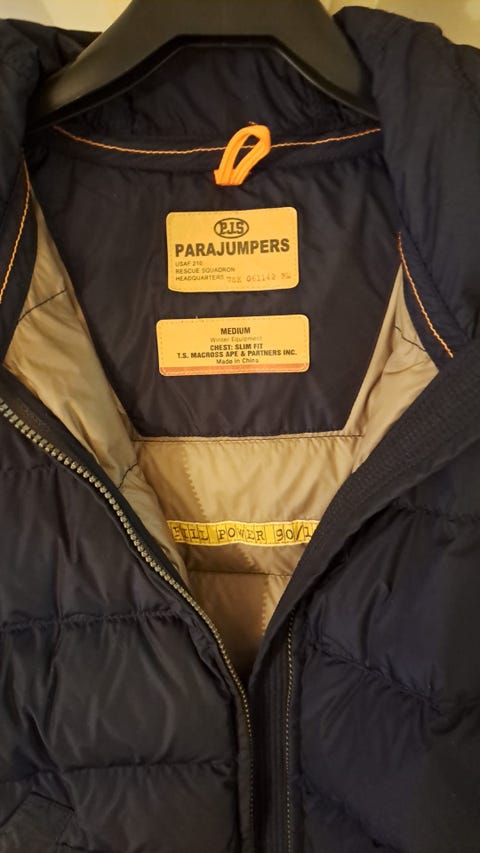 PJS
PARAJUMPERS
USAF 210
RESCUE SQUADRON
HEADQUARTERS
MEDIUM
Winter Equipment
CHEST: SLIM FIT
T.S. MACROSS APE & PARTNERS INC.
Made in China
FILL POWER 90/1